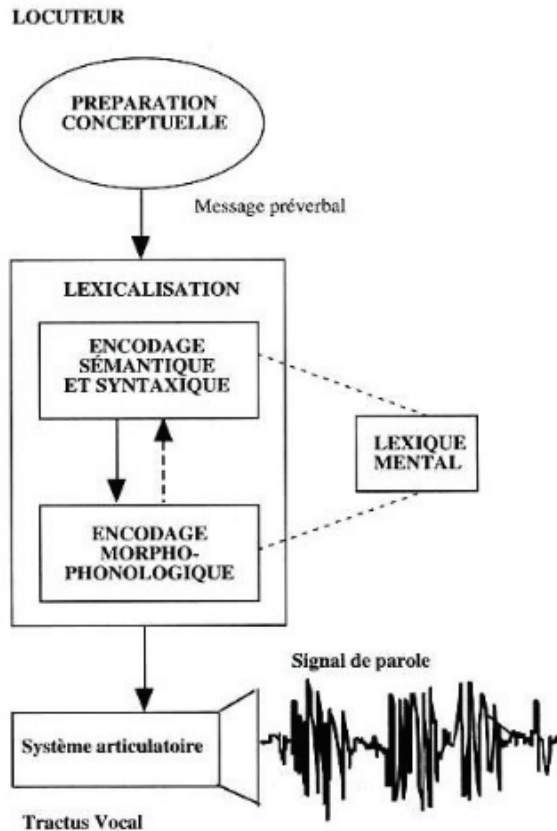 LOCUTEUR
PREPARATION
CONCEPTUELLE
Message préverbal
LEXICALISATION
ENCODAGE
SÉMANTIQUE
ET SYNTAXIQUE
LEXIQUE
MENTAL
ENCODAGE
MORPHO-
PHONOLOGIQUE
Signal de parole
Système articulatoire
Tractus Vocal